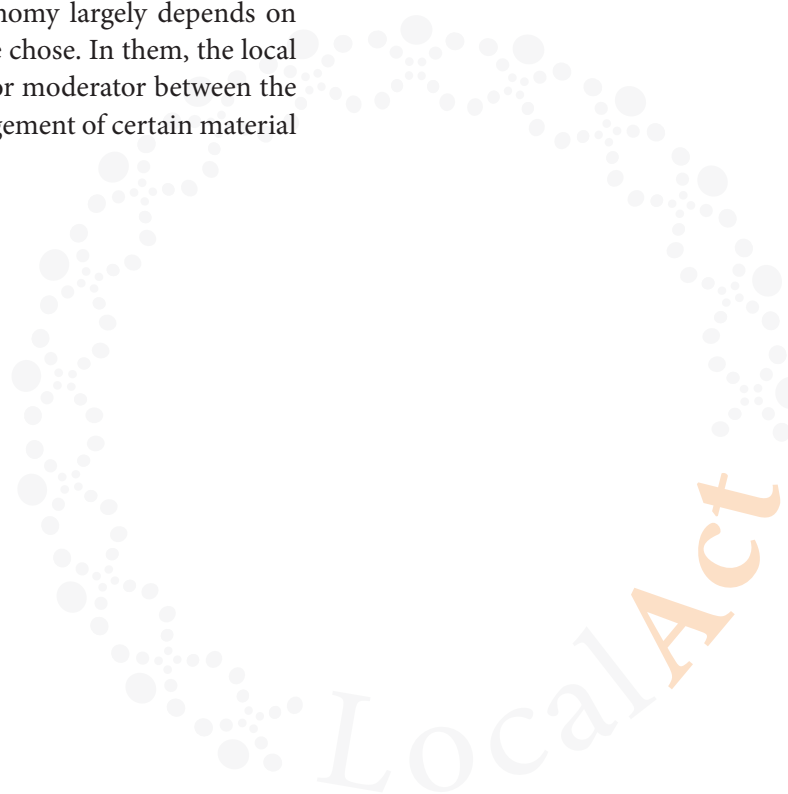 nomy largely depends on
chose. In them, the local
or moderator between the
gement of certain material
LocalAct